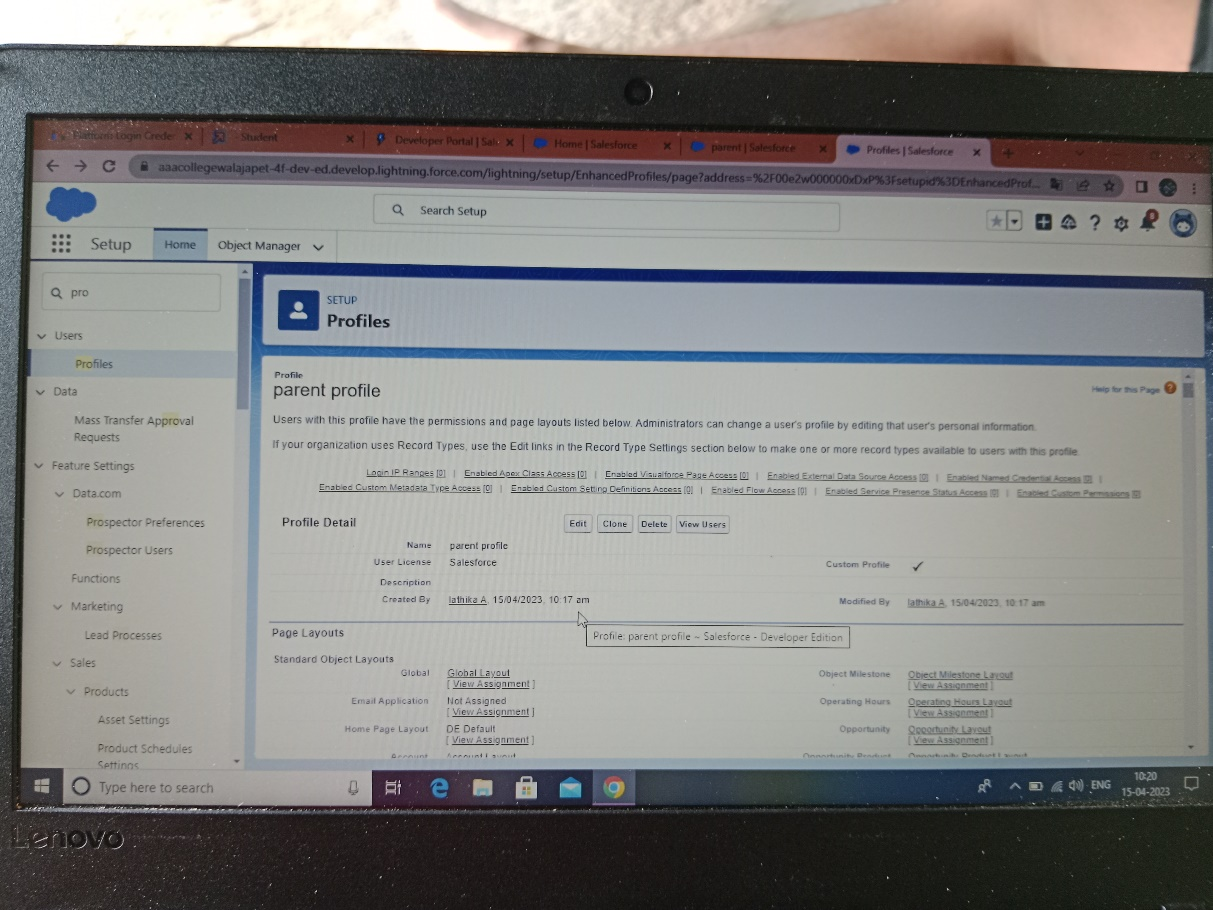 Login Crede ×
Student ×
Developer Portal | Sale ×
Home | Salesforce ×
parent | Salesforce ×
Profiles | Salesforce ×
aaacollegewalajapet-4f-dev-ed.develop.lightning.force.com/lightning/setup/EnhancedProfiles/page?address=%2F00e2w000000xDxP%3Fsetupid%3DEnhancedProf...
Search Setup
Setup Home Object Manager
pro
Users
Profiles
Data
Mass Transfer Approval
Requests
Feature Settings
Data.com
Prospector Preferences
Prospector Users
Functions
Marketing
Lead Processes
Sales
Products
Asset Settings
Product Schedules
Settings
SETUP
Profiles
Profile
parent profile
Help for this Page ?
Users with this profile have the permissions and page layouts listed below. Administrators can change a user's profile by editing that user's personal information.
If your organization uses Record Types, use the Edit links in the Record Type Settings section below to make one or more record types available to users with this profile.
Login IP Ranges [0] | Enabled Apex Class Access [0] | Enabled Visualforce Page Access [0] | Enabled External Data Source Access [0] | Enabled Named Credential Access [0] |
Enabled Custom Metadata Type Access [0] | Enabled Custom Setting Definitions Access [0] | Enabled Flow Access [0] | Enabled Service Presence Status Access [0] | Enabled Custom Permissions [0]
Profile Detail Edit Clone Delete View Users
Name parent profile
User License Salesforce Custom Profile ✓
Description
Created By lathika A, 15/04/2023, 10:17 am Modified By lathika A, 15/04/2023, 10:17 am
Profile: parent profile ~ Salesforce - Developer Edition
Page Layouts
Standard Object Layouts
Global Global Layout Object Milestone Object Milestone Layout
[ View Assignment ] [ View Assignment ]
Email Application Not Assigned Operating Hours Operating Hours Layout
[ View Assignment ] [ View Assignment ]
Home Page Layout DE Default Opportunity Opportunity Layout
[ View Assignment ] [ View Assignment ]
Account Account Layout Opportunity Product Opportunity Product Layout
Type here to search
ENG
10:20
15-04-2023
Lenovo